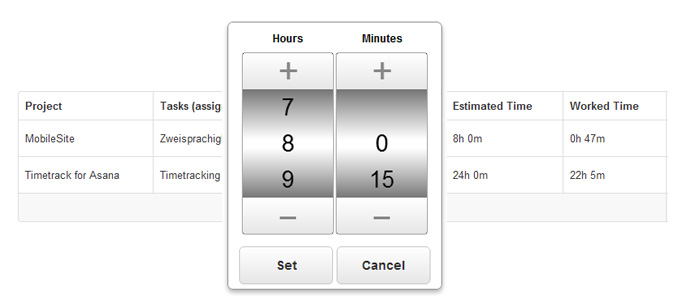 Hours Minutes
+ +
Project Tasks (assig Estimated Time Worked Time
7
MobileSite Zweisprachig 8 0 8h 0m 0h 47m
Timetrack for Asana Timetracking 9 15 24h 0m 22h 5m
– –
Set Cancel